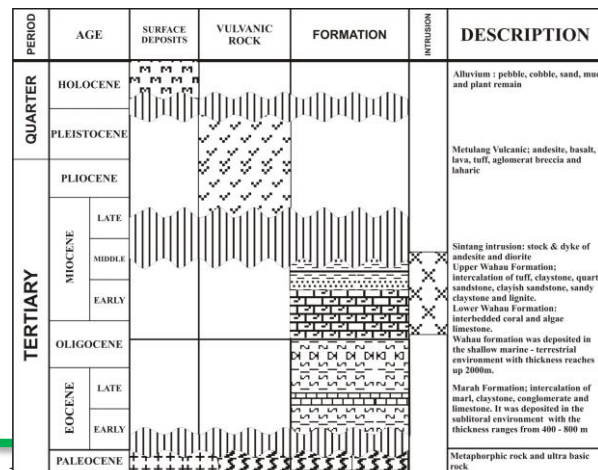 PERIOD
AGE
SURFACE
DEPOSITS
VULVANIC
ROCK
FORMATION
INTRUSION
DESCRIPTION
QUARTER
HOLOCENE
PLEISTOCENE
TERTIARY
PLIOCENE
MIOCENE
LATE
MIDDLE
EARLY
OLIGOCENE
EOCENE
LATE
EARLY
PALEOCENE
Alluvium : pebble, cobble, sand, mud
and plant remain
Metulang Vulcanic; andesite, basalt,
lava, tuff, aglomerat breccia and
laharic
Sintang intrusion: stock & dyke of
andesite and diorite
Upper Wahau Formation;
intercalation of tuff, claystone, quart
sandstone, clayish sandstone, sandy
claystone and lignite.
Lower Wahau Formation:
interbedded coral and algae
limestone.
Wahau formation was deposited in
the shallow marine - terrestrial
environment with thickness reaches
up 2000m.
Marah Formation; intercalation of
marl, claystone, conglomerate and
limestone. It was deposited in the
sublitoral environment with the
thickness ranges from 400 - 800 m
Metaphorphic rock and ultra basic
rock